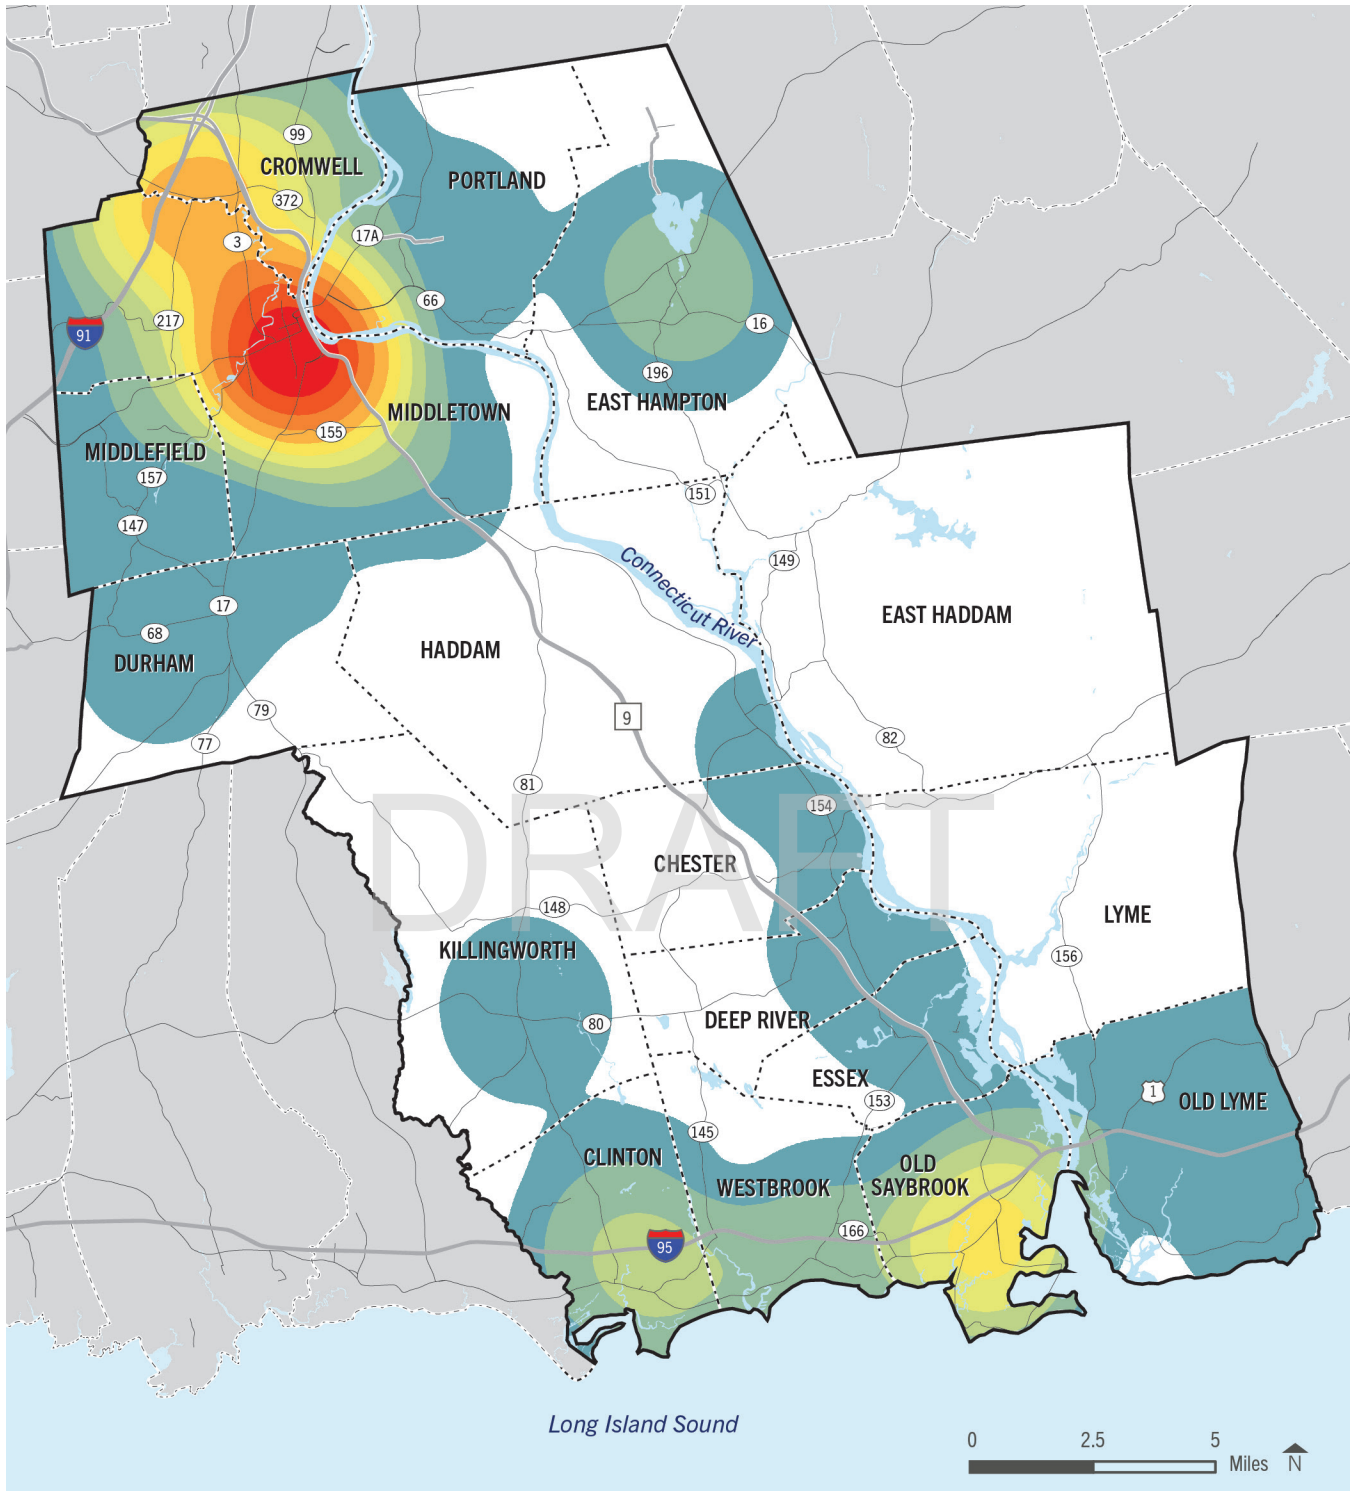 99
CROMWELL
PORTLAND
372
3
17A
66
217
91
16
196
EAST HAMPTON
MIDDLETOWN
155
MIDDLEFIELD
157
151
147
149
Connecticut River
17
EAST HADDAM
68
HADDAM
DURHAM
79
9
77
82
81
154
DRAFT
CHESTER
148
LYME
KILLINGWORTH
156
80
DEEP RIVER
ESSEX
1
OLD LYME
153
145
CLINTON
OLD
SAYBROOK
WESTBROOK
166
95
Long Island Sound
0 2.5 5
Miles N